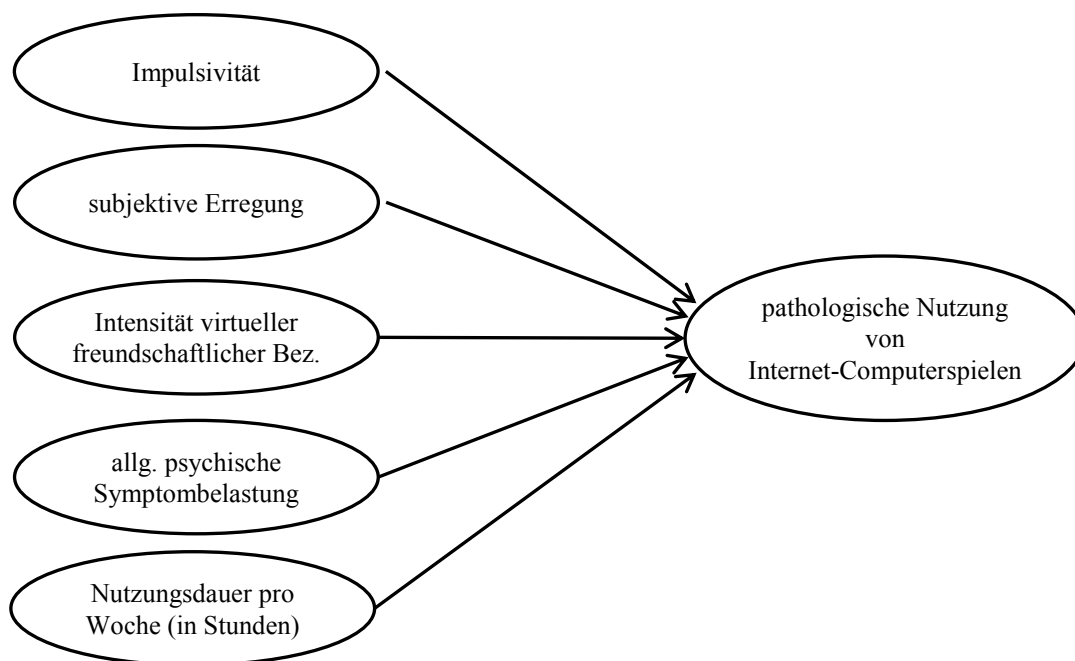 Impulsivität
subjektive Erregung
Intensität virtueller
freundschaftlicher Bez.
allg. psychische
Symptombelastung
Nutzungsdauer pro
Woche (in Stunden)
pathologische Nutzung
von
Internet-Computerspielen